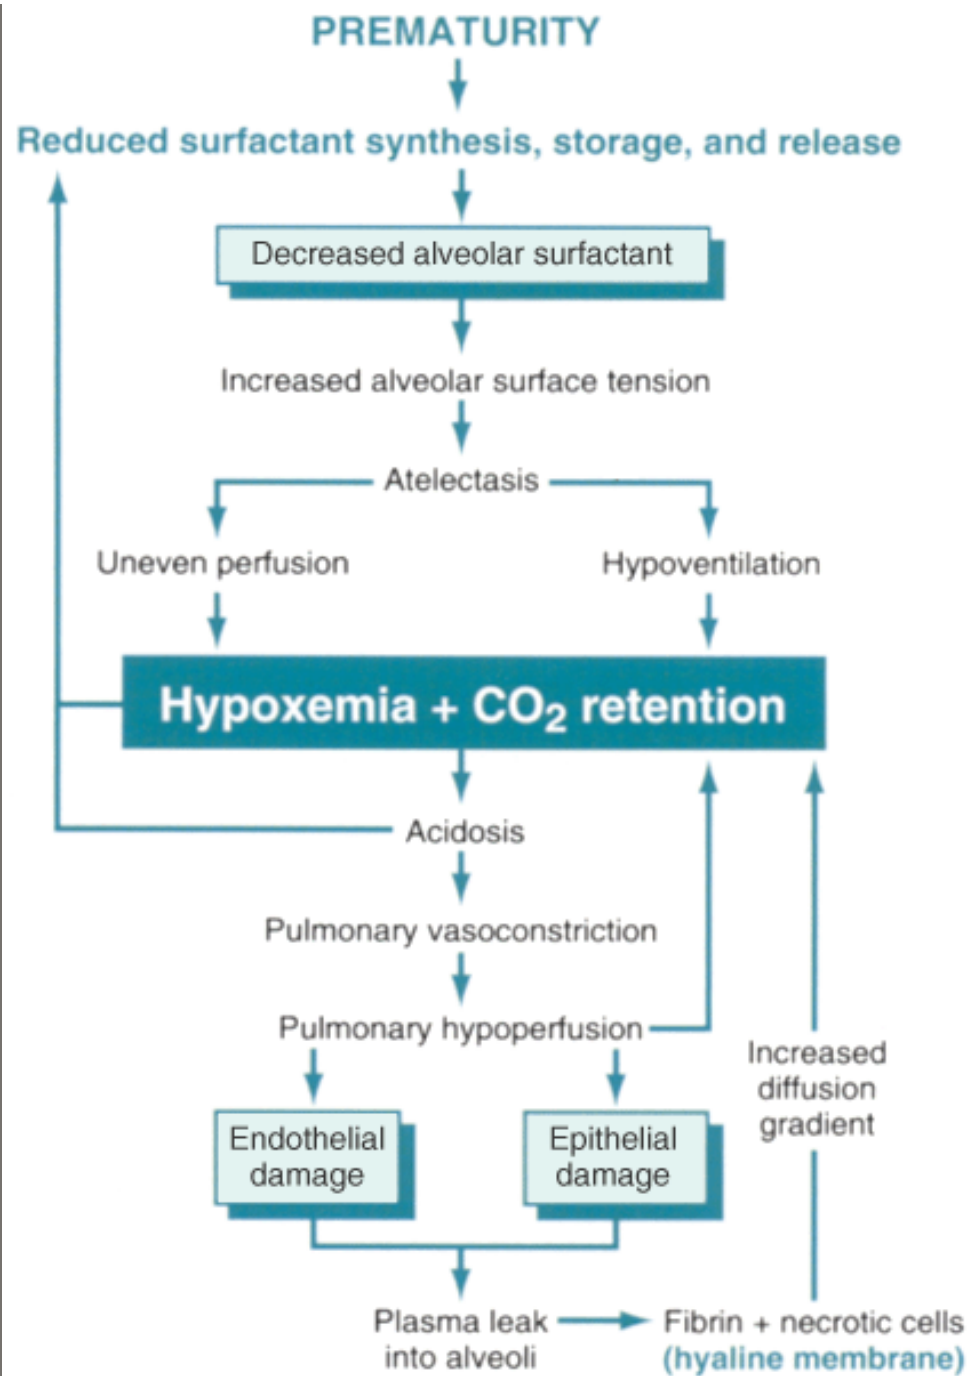 PREMATURITY
Reduced surfactant synthesis, storage, and release
Decreased alveolar surfactant
Increased alveolar surface tension
Atelectasis
Uneven perfusion
Hypoventilation
Hypoxemia + CO₂ retention
Acidosis
Pulmonary vasoconstriction
Pulmonary hypoperfusion
Increased
diffusion
gradient
Endothelial
damage
Epithelial
damage
Plasma leak
into alveoli
Fibrin + necrotic cells
(hyaline membrane)